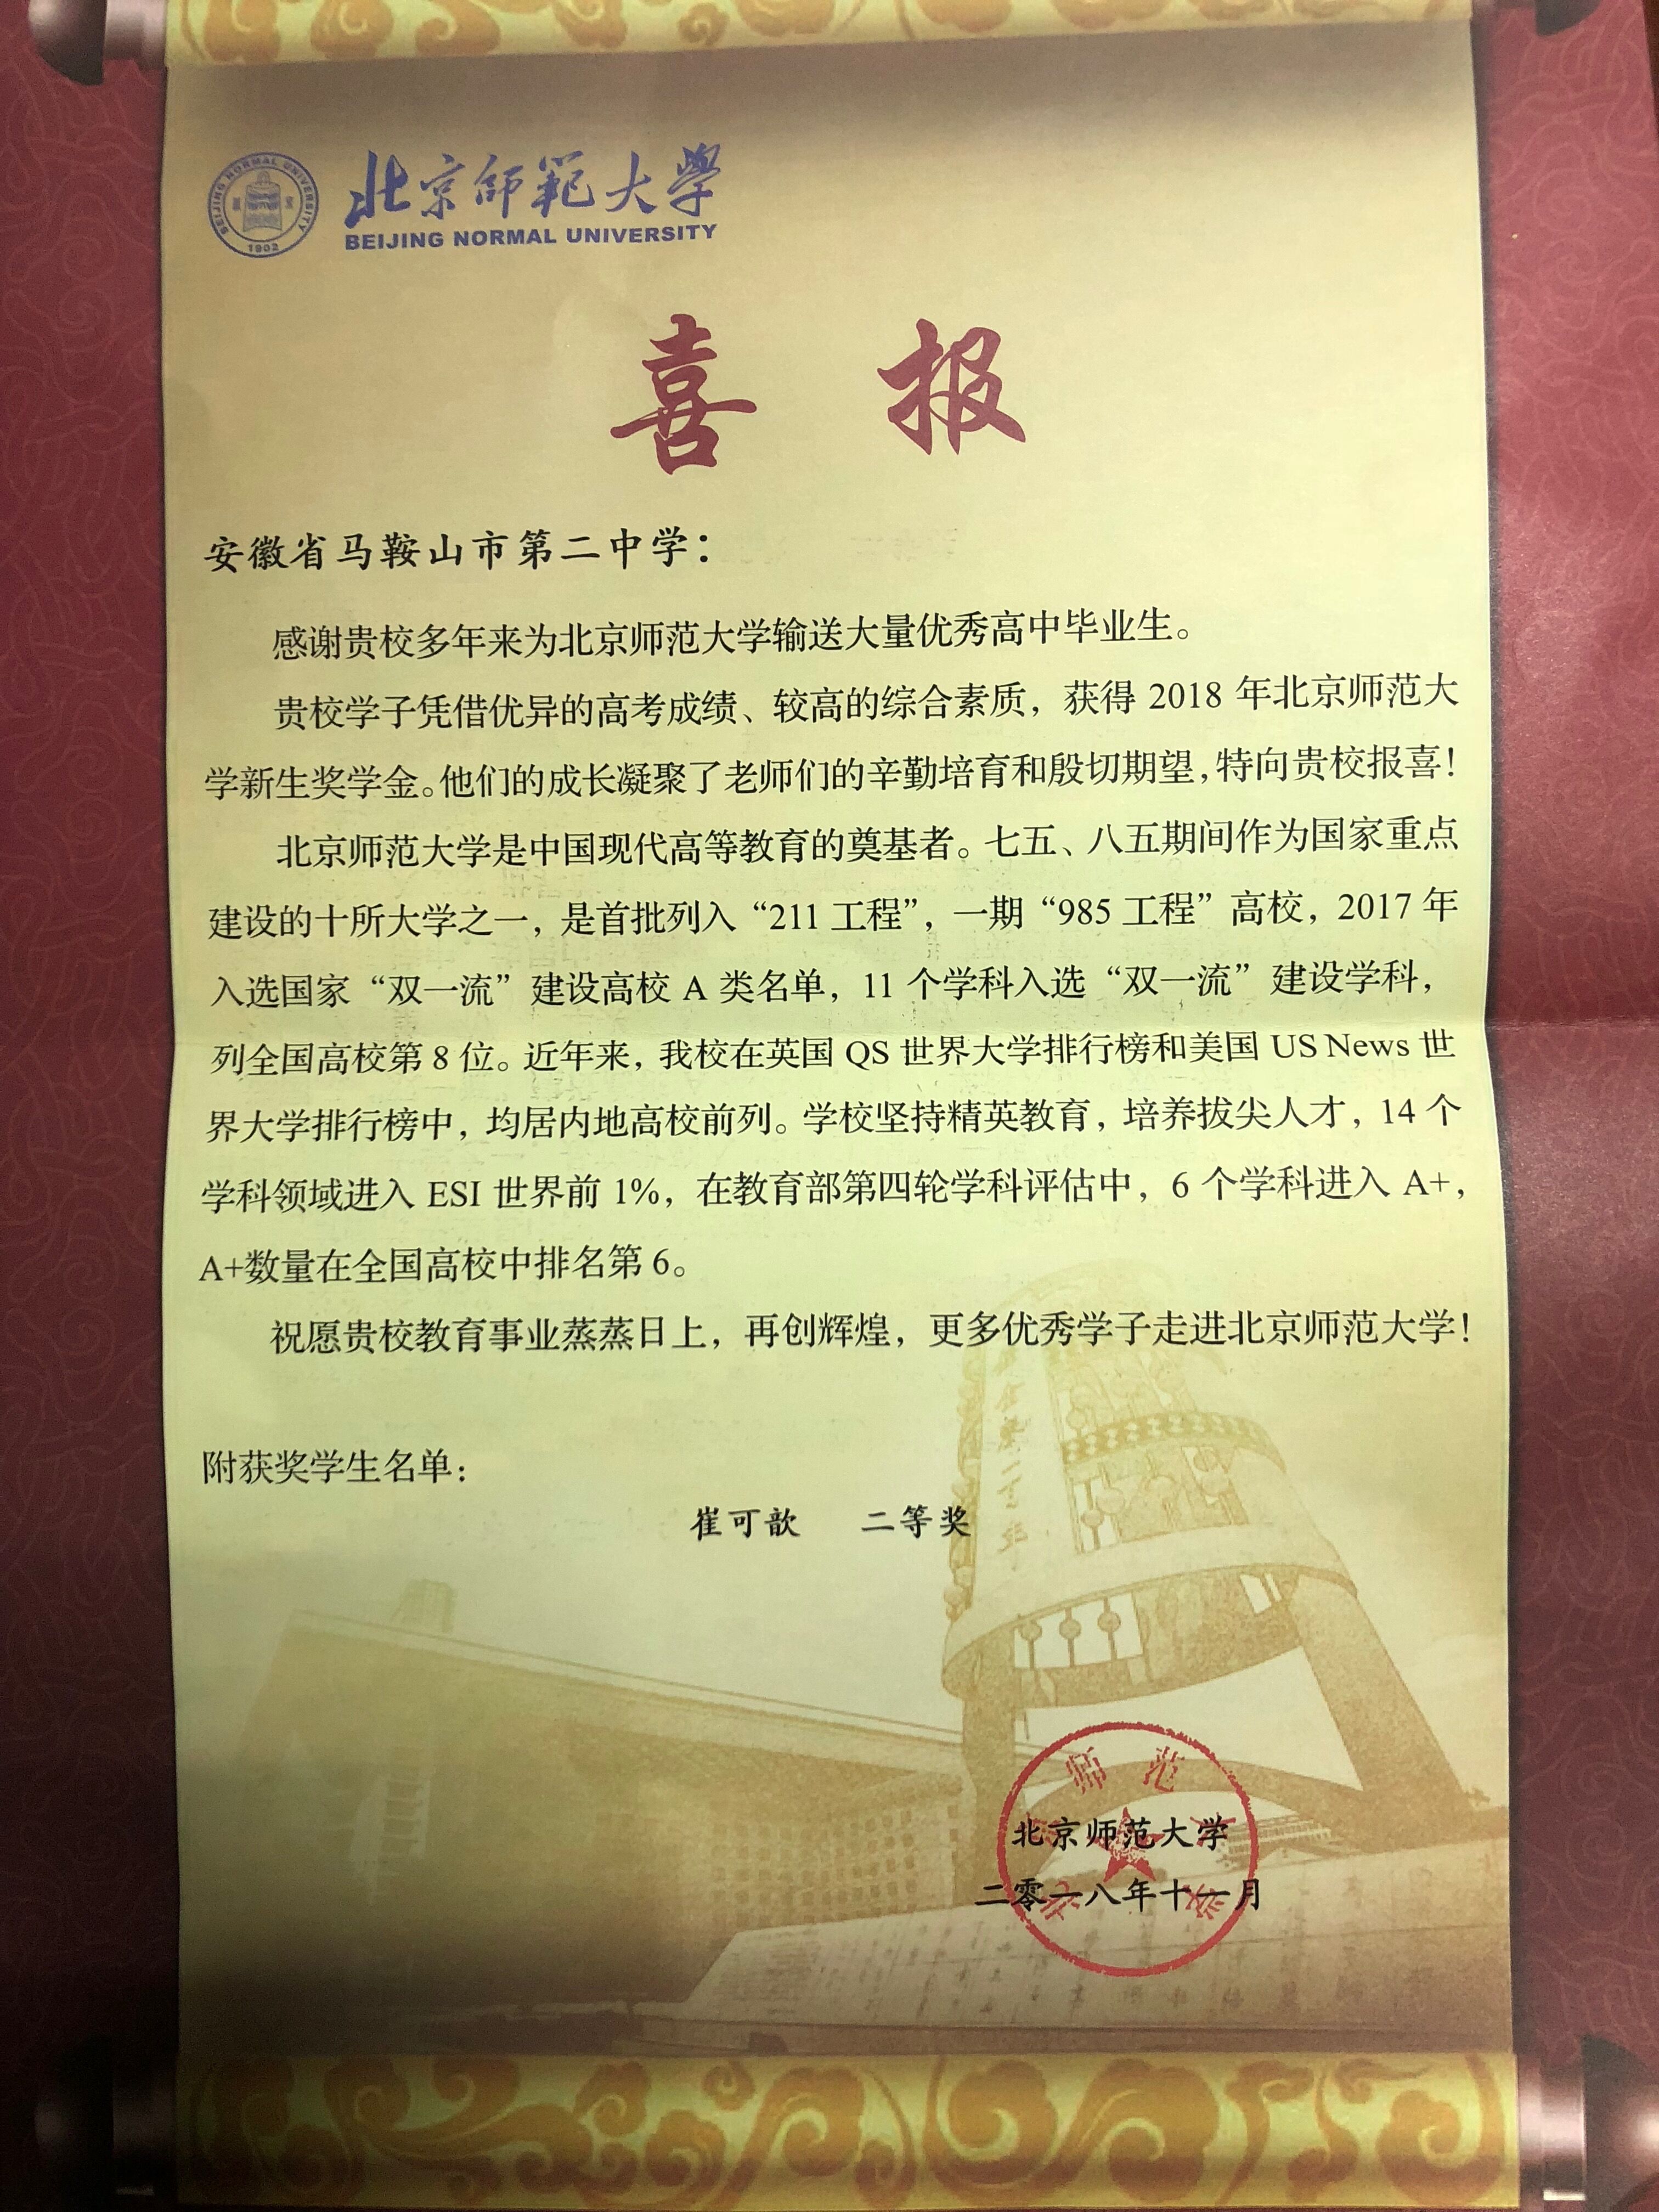 BEIJING NORMAL UNIVERSITY
1902
北京师範大學
BEIJING NORMAL UNIVERSITY
喜报
安徽省马鞍山市第二中学：
感谢贵校多年来为北京师范大学输送大量优秀高中毕业生。
贵校学子凭借优异的高考成绩、较高的综合素质，获得 2018 年北京师范大
学新生奖学金。他们的成长凝聚了老师们的辛勤培育和殷切期望，特向贵校报喜！
北京师范大学是中国现代高等教育的奠基者。七五、八五期间作为国家重点
建设的十所大学之一，是首批列入“211 工程”，一期“985 工程”高校，2017 年
入选国家“双一流”建设高校 A 类名单，11 个学科入选“双一流”建设学科，
列全国高校第 8 位。近年来，我校在英国 QS 世界大学排行榜和美国 US News 世
界大学排行榜中，均居内地高校前列。学校坚持精英教育，培养拔尖人才，14 个
学科领域进入 ESI 世界前 1%，在教育部第四轮学科评估中，6 个学科进入 A+，
A+数量在全国高校中排名第 6。
祝愿贵校教育事业蒸蒸日上，再创辉煌，更多优秀学子走进北京师范大学！
附获奖学生名单：
崔可歆 二等奖
北京师范大学
北京师范大学
二零一八年十一月